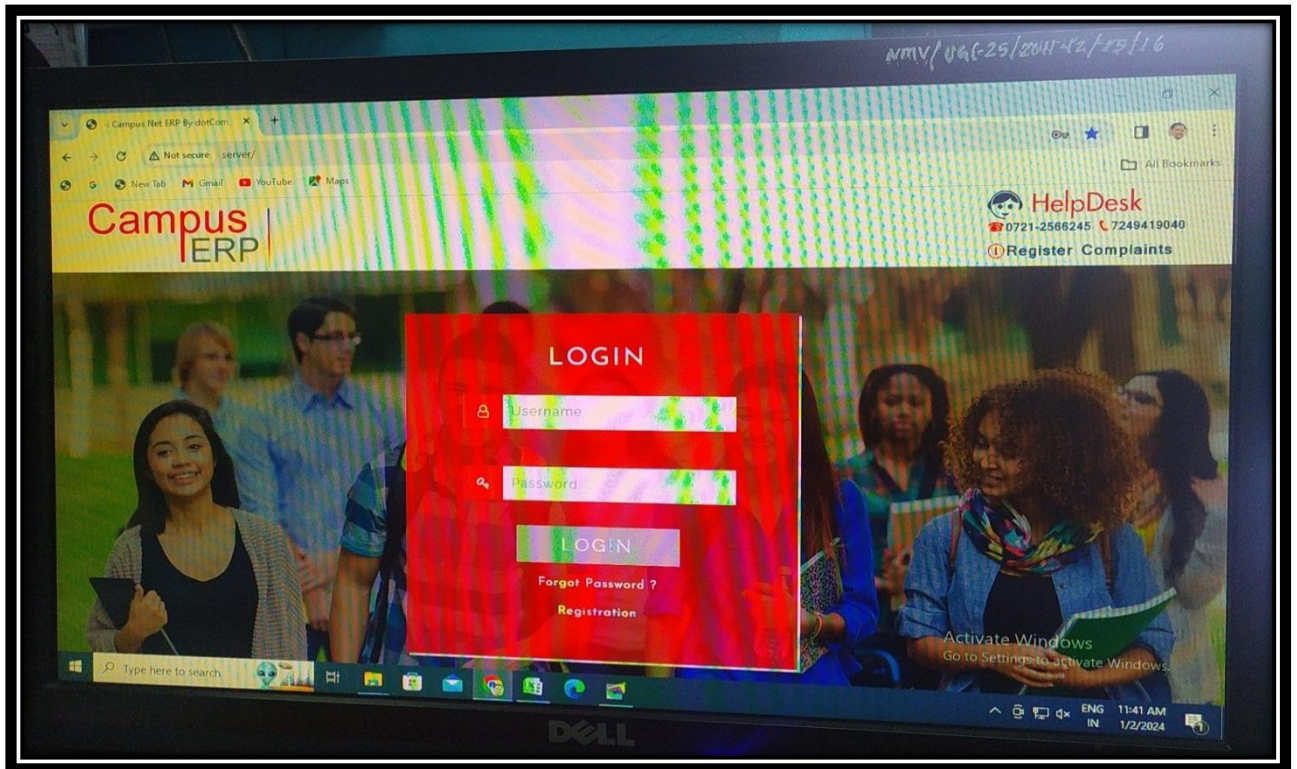 NMV/UGC-25/2011-12/
- : Campus Net ERP By dotCom
Not secure server/
New Tab Gmail YouTube Maps
All Bookmarks
Campus
ERP
HelpDesk
0721-2566245 7249419040
Register Complaints
LOGIN
Username
Password
LOGIN
Forgot Password ?
Registration
Activate Windows
Go to Settings to activate Windows.
Type here to search
ENG 11:41 AM
IN 1/2/2024
1
DELL